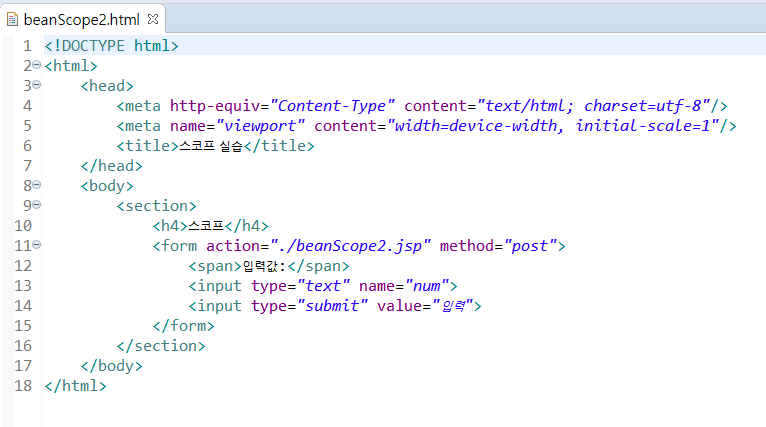 beanScope2.html
1 <!DOCTYPE html>
2 <html>
3 <head>
4 <meta http-equiv="Content-Type" content="text/html; charset=utf-8"/>
5 <meta name="viewport" content="width=device-width, initial-scale=1"/>
6 <title>스코프 실습</title>
7 </head>
8 <body>
9 <section>
10 <h4>스코프</h4>
11 <form action="./beanScope2.jsp" method="post">
12 <span>입력값:</span>
13 <input type="text" name="num">
14 <input type="submit" value="입력">
15 </form>
16 </section>
17 </body>
18 </html>